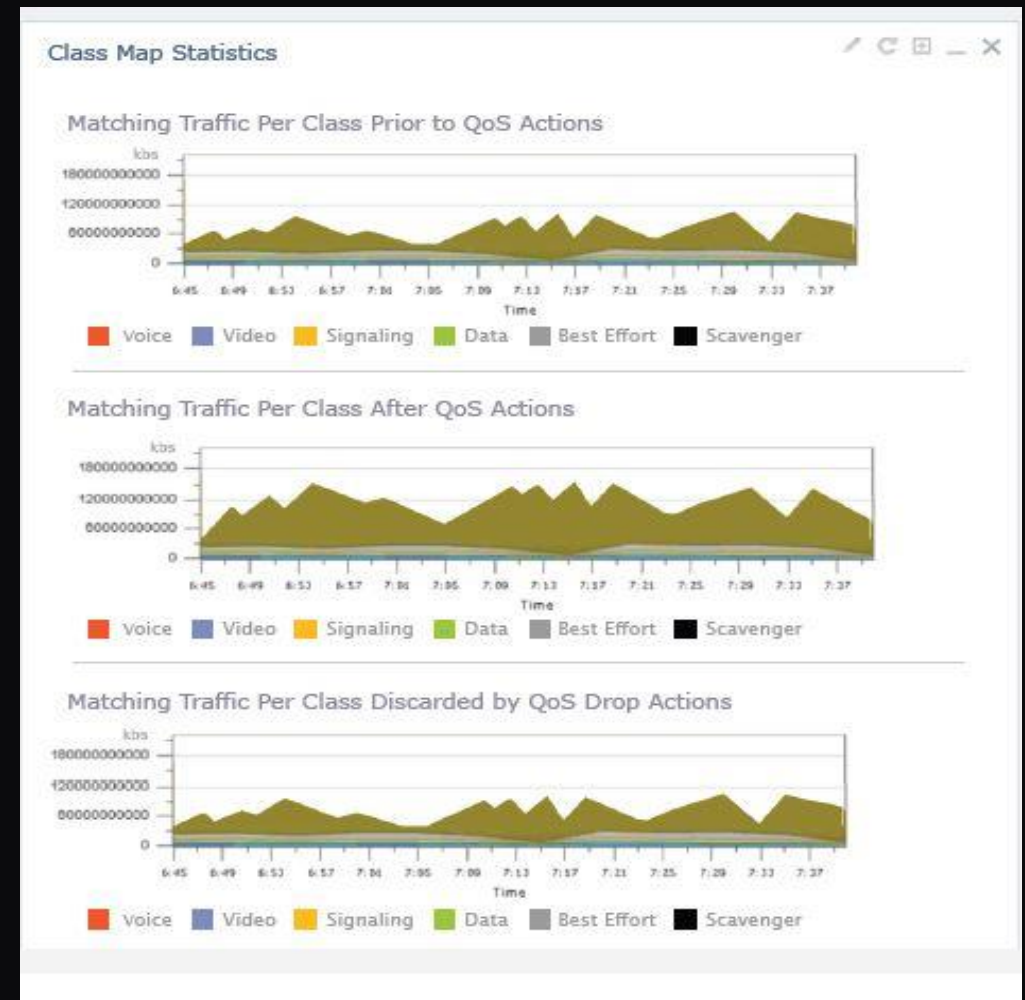 Class Map Statistics
Matching Traffic Per Class Prior to QoS Actions
kbs
180000000000
120000000000
60000000000
0
6:45 6:49 6:53 6:57 7:01 7:05 7:09 7:13 7:17 7:21 7:25 7:29 7:33 7:37
Time
Voice Video Signaling Data Best Effort Scavenger
Matching Traffic Per Class After QoS Actions
kbs
180000000000
120000000000
60000000000
0
6:45 6:49 6:53 6:57 7:01 7:05 7:09 7:13 7:17 7:21 7:25 7:29 7:33 7:37
Time
Voice Video Signaling Data Best Effort Scavenger
Matching Traffic Per Class Discarded by QoS Drop Actions
kbs
180000000000
120000000000
60000000000
0
6:45 6:49 6:53 6:57 7:01 7:05 7:09 7:13 7:17 7:21 7:25 7:29 7:33 7:37
Time
Voice Video Signaling Data Best Effort Scavenger